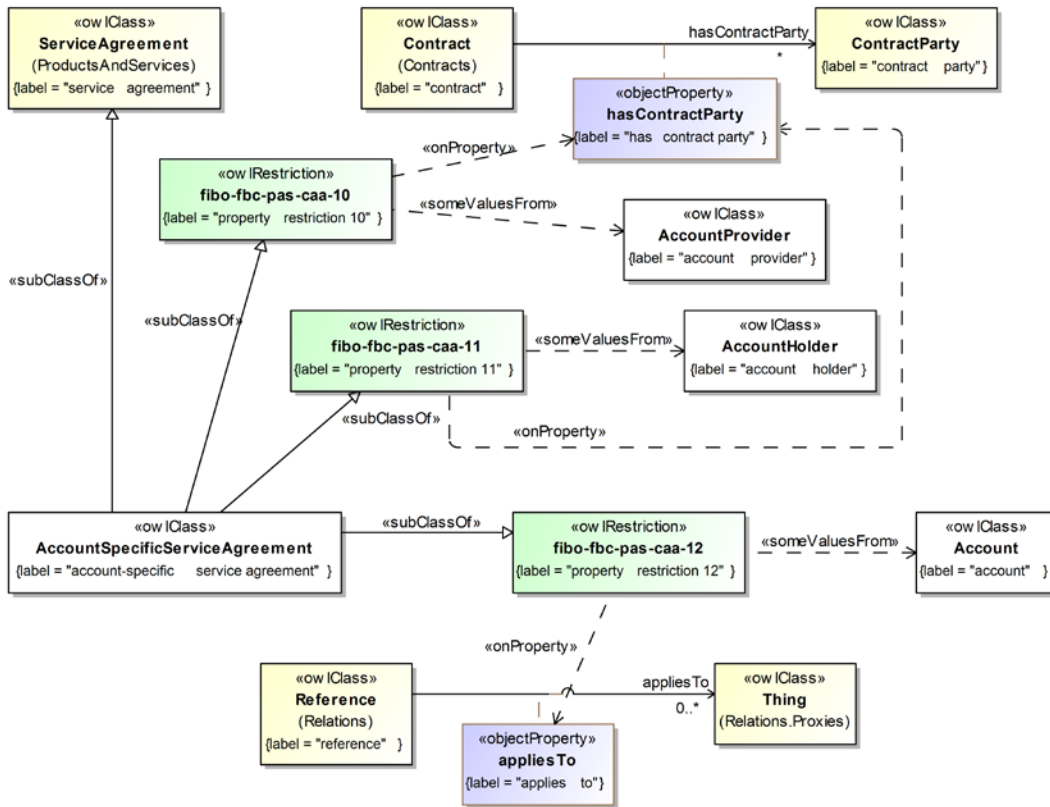 «owlClass»
ServiceAgreement
(ProductsAndServices)
{label = "service agreement" }
«owlClass»
Contract
(Contracts)
{label = "contract" }
hasContractParty
*
«owlClass»
ContractParty
{label = "contract party"}
«objectProperty»
hasContractParty
{label = "has contract party" }
«onProperty»
«owlRestriction»
fibo-fbc-pas-caa-10
{label = "property restriction 10" }
«someValuesFrom»
«owlClass»
AccountProvider
{label = "account provider"}
«subClassOf»
«subClassOf»
«owlRestriction»
fibo-fbc-pas-caa-11
{label = "property restriction 11" }
«someValuesFrom»
«owlClass»
AccountHolder
{label = "account holder" }
«subClassOf»
«onProperty»
«owlClass»
AccountSpecificServiceAgreement
{label = "account-specific service agreement" }
«subClassOf»
«owlRestriction»
fibo-fbc-pas-caa-12
{label = "property restriction 12" }
«someValuesFrom»
«owlClass»
Account
{label = "account" }
«onProperty»
«owlClass»
Reference
(Relations)
{label = "reference" }
appliesTo
0..*
«owlClass»
Thing
(Relations.Proxies)
«objectProperty»
appliesTo
{label = "applies to" }